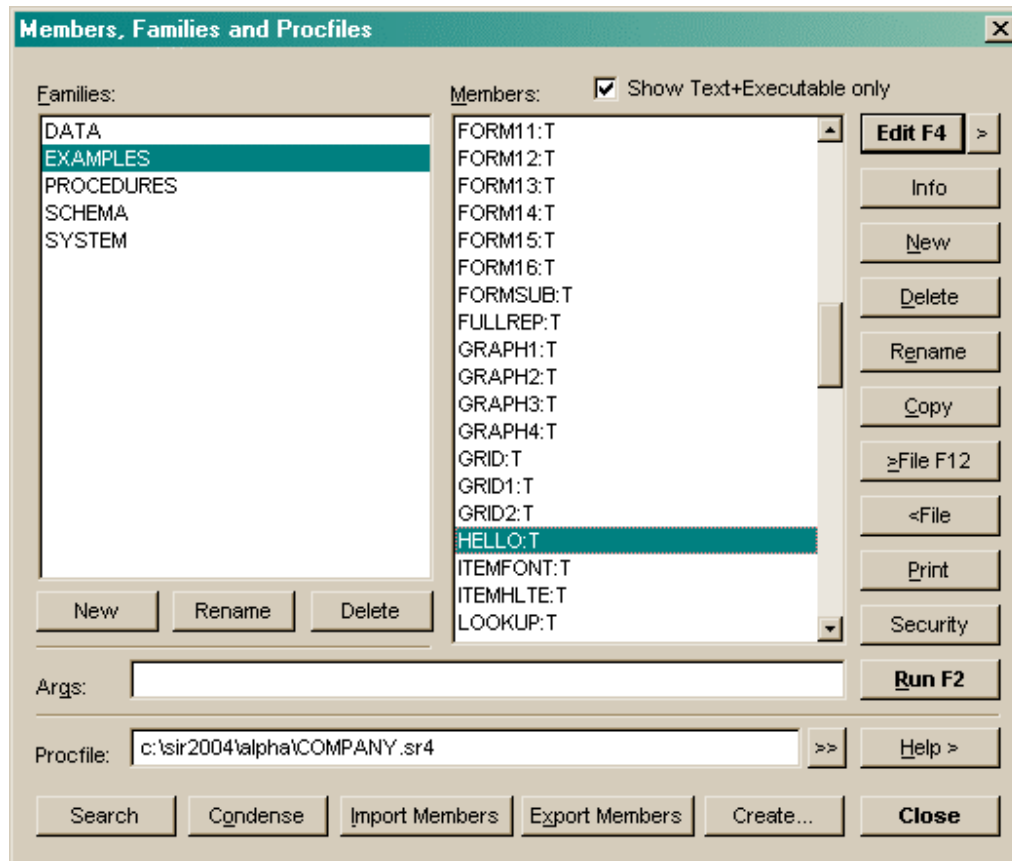 Members, Families and Procfiles
Families:
DATA
EXAMPLES
PROCEDURES
SCHEMA
SYSTEM
New Rename Delete
Members: Show Text+Executable only
FORM11:T
FORM12:T
FORM13:T
FORM14:T
FORM15:T
FORM16:T
FORMSUB:T
FULLREP:T
GRAPH1:T
GRAPH2:T
GRAPH3:T
GRAPH4:T
GRID:T
GRID1:T
GRID2:T
HELLO:T
ITEMFONT:T
ITEMHLTE:T
LOOKUP:T
Edit F4 >
Info
New
Delete
Rename
Copy
>File F12
<File
Print
Security
Args:
Run F2
Procfile: c:\sir2004\alpha\COMPANY.sr4 >> Help >
Search Condense Import Members Export Members Create... Close